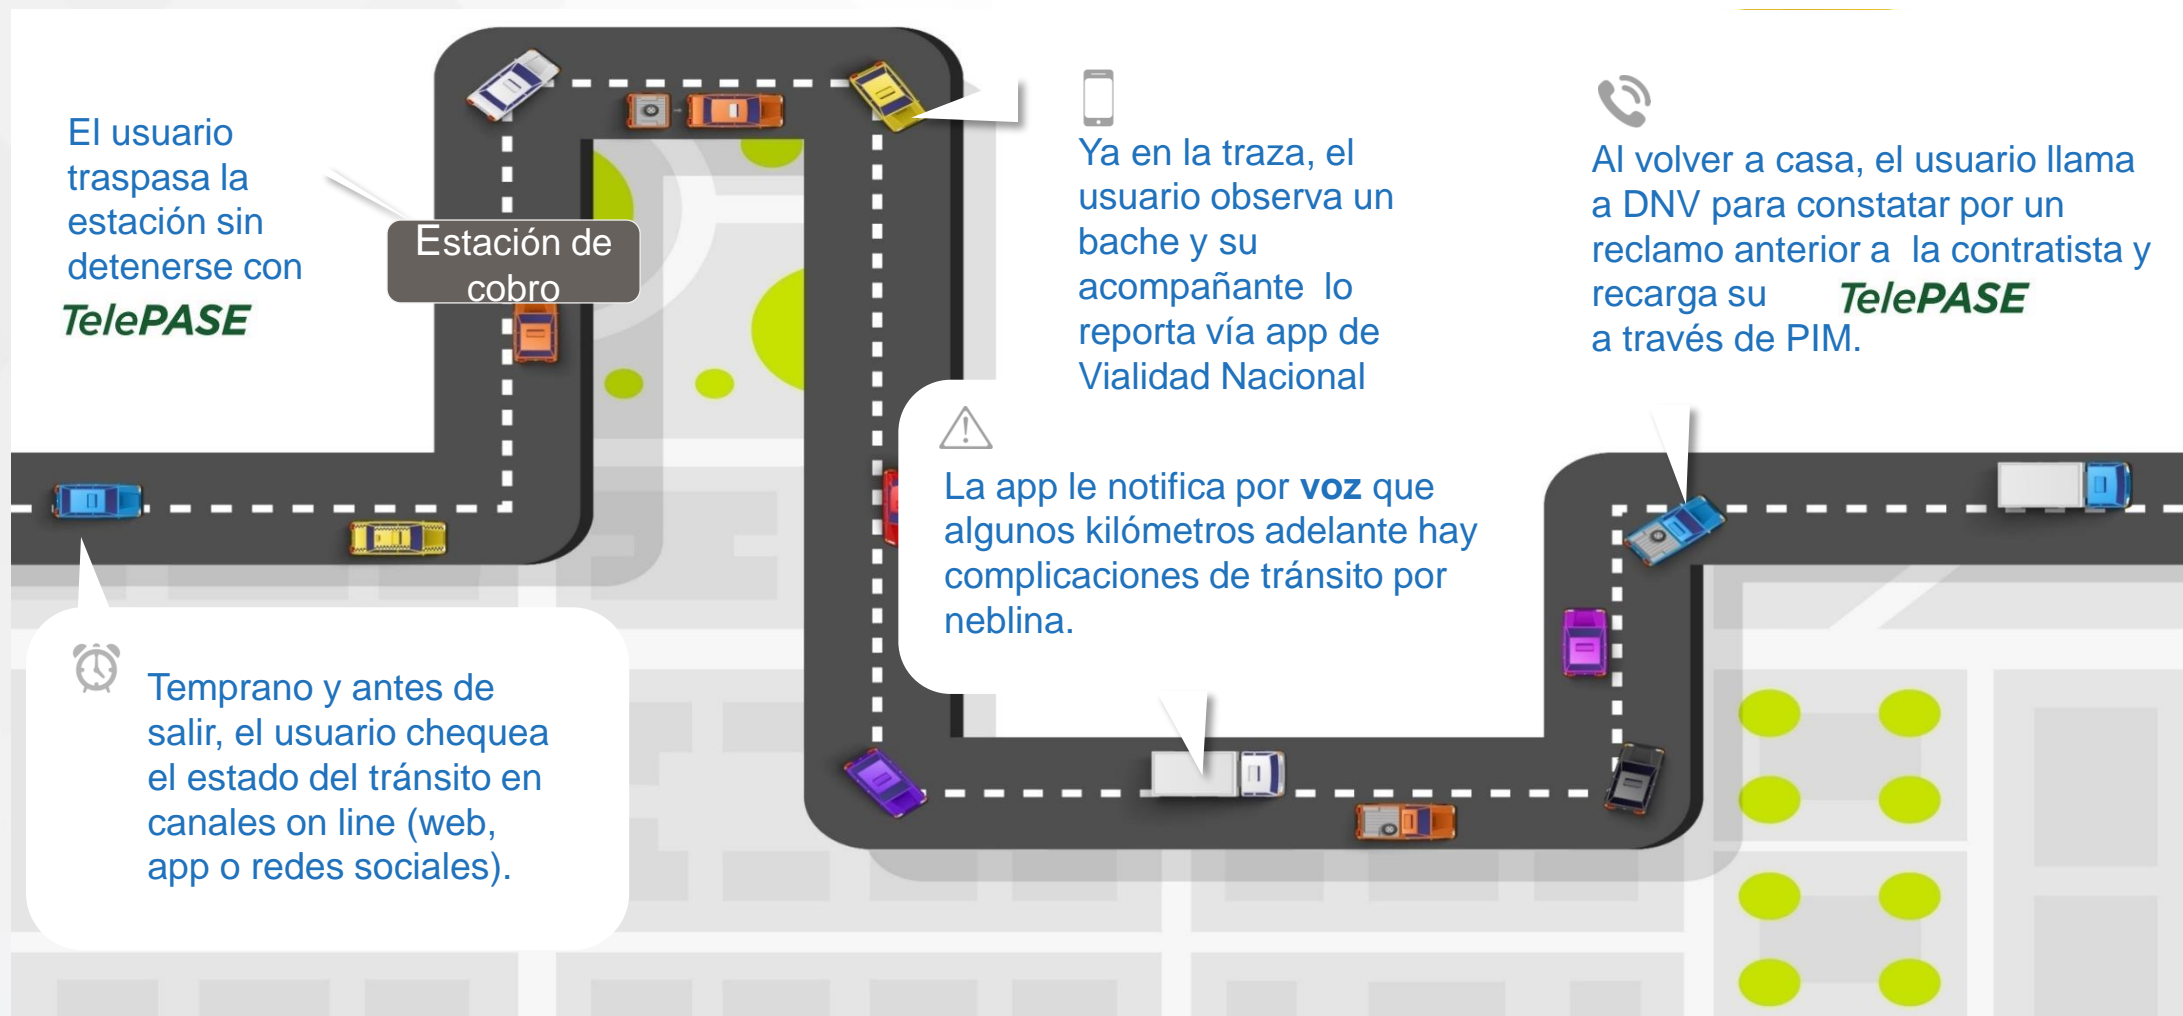 El usuario
traspasa la
estación sin
detenerse con
TelePASE
Estación de
cobro
Temprano y antes de
salir, el usuario chequea
el estado del tránsito en
canales on line (web,
app o redes sociales).
Ya en la traza, el
usuario observa un
bache y su
acompañante lo
reporta vía app de
Vialidad Nacional
La app le notifica por voz que
algunos kilómetros adelante hay
complicaciones de tránsito por
neblina.
Al volver a casa, el usuario llama
a DNV para constatar por un
reclamo anterior a la contratista y
recarga su TelePASE
a través de PIM.